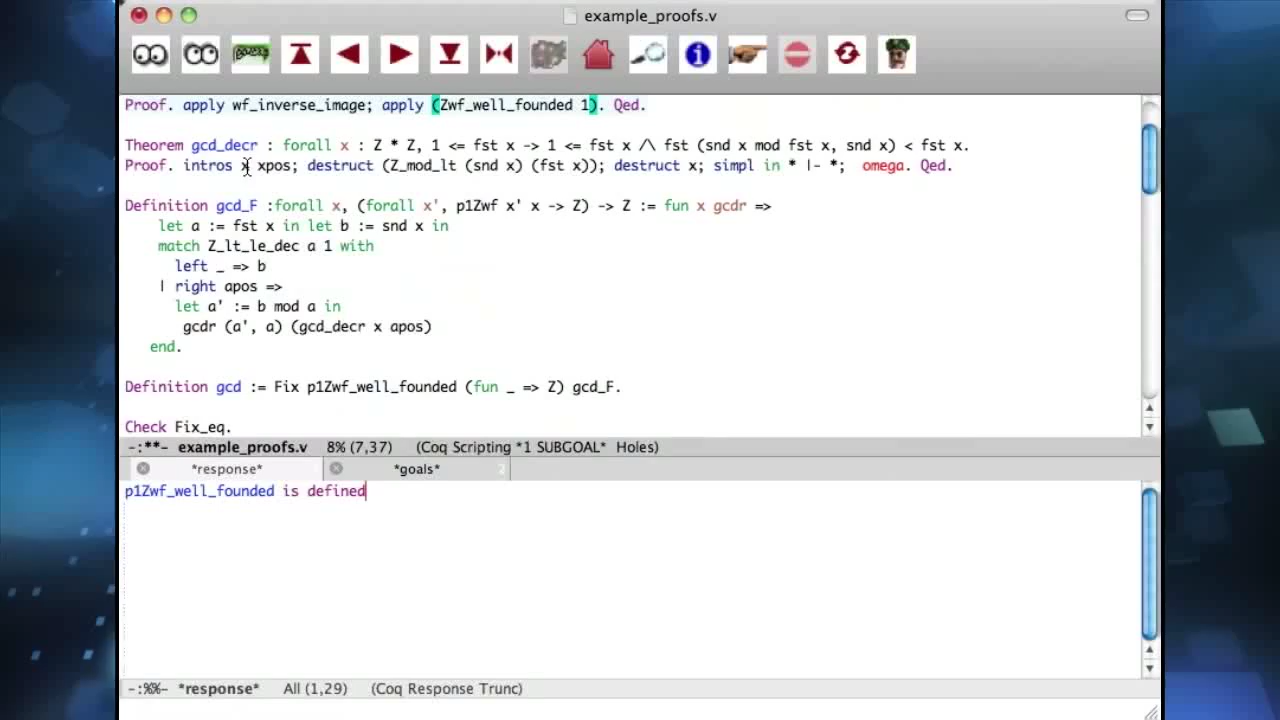 example_proofs.v
Proof. apply wf_inverse_image; apply (Zwf_well_founded 1). Qed.
Theorem gcd_decr : forall x : Z * Z, 1 <= fst x -> 1 <= fst x /\ fst (snd x mod fst x, snd x) < fst x.
Proof. intros x xpos; destruct (Z_mod_lt (snd x) (fst x)); destruct x; simpl in * |- *; omega. Qed.
Definition gcd_F :forall x, (forall x', p1Zwf x' x -> Z) -> Z := fun x gcdr =>
let a := fst x in let b := snd x in
match Z_lt_le_dec a 1 with
left _ => b
| right apos =>
let a' := b mod a in
gcdr (a', a) (gcd_decr x apos)
end.
Definition gcd := Fix p1Zwf_well_founded (fun _ => Z) gcd_F.
Check Fix_eq.
-:**- example_proofs.v 8% (7,37) (Coq Scripting *1 SUBGOAL* Holes)
*response* *goals* 2
p1Zwf_well_founded is defined
-:%%- *response* All (1,29) (Coq Response Trunc)